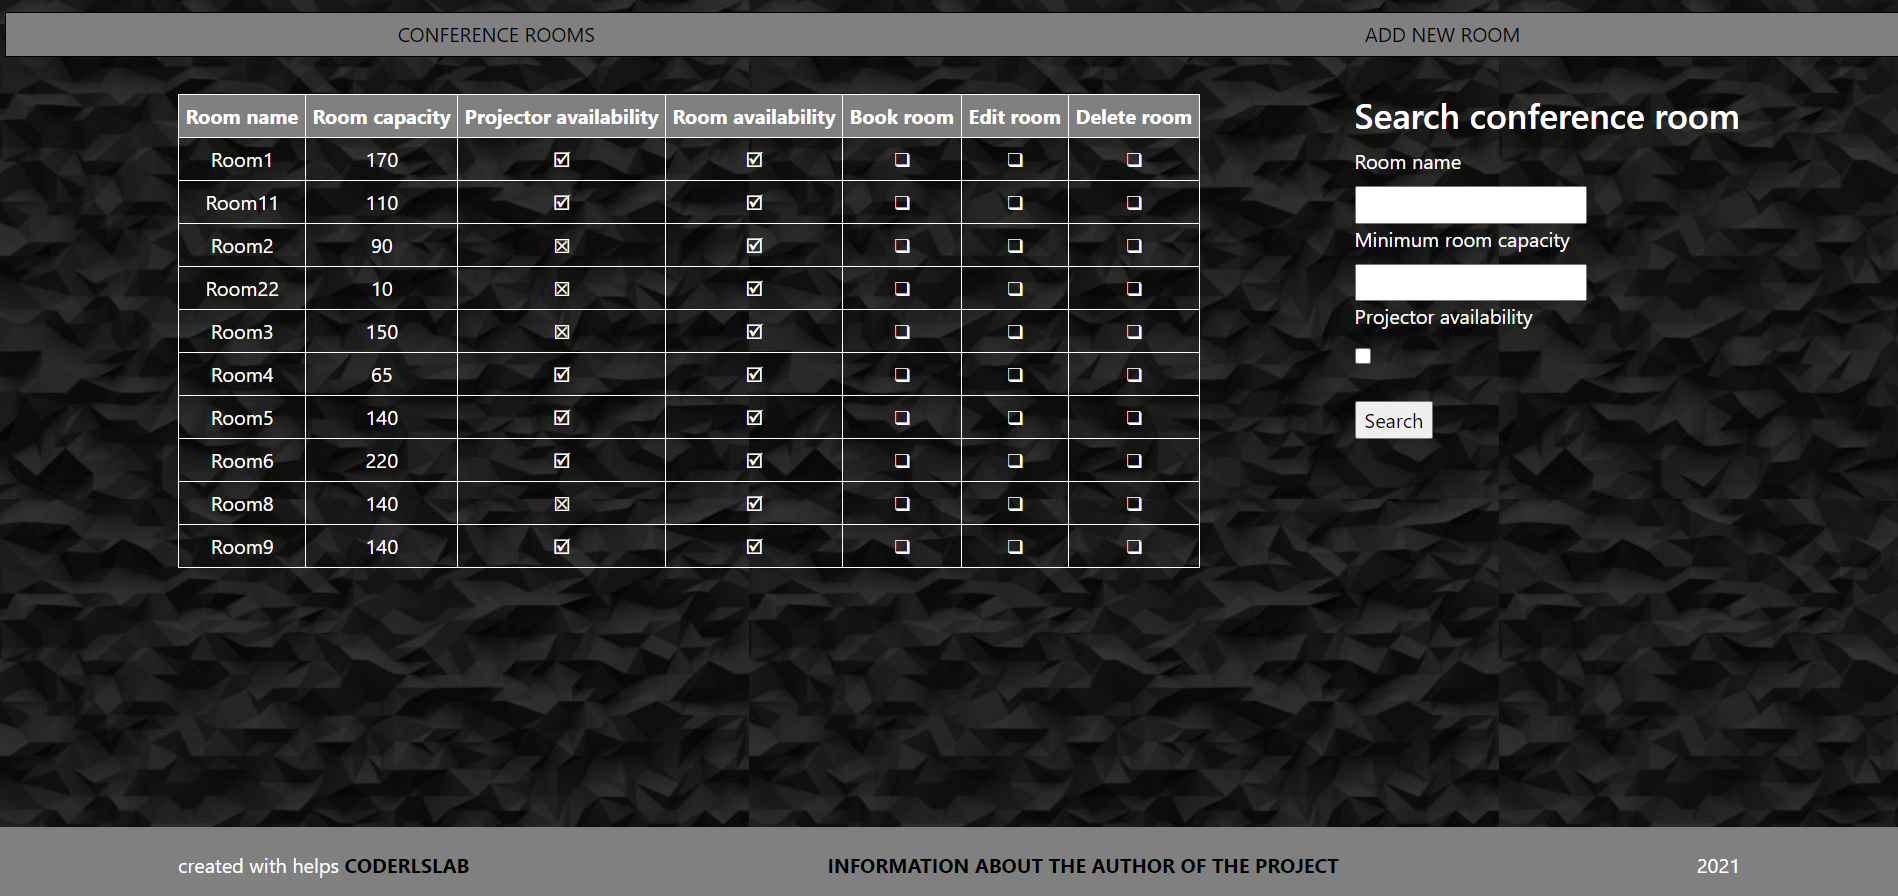 CONFERENCE ROOMS ADD NEW ROOM
Room name Room capacity Projector availability Room availability Book room Edit room Delete room
Room1 170 ☑ ☑ ❏ ❏ ❏
Room11 110 ☑ ☑ ❏ ❏ ❏
Room2 90 ☒ ☑ ❏ ❏ ❏
Room22 10 ☒ ☑ ❏ ❏ ❏
Room3 150 ☒ ☑ ❏ ❏ ❏
Room4 65 ☑ ☑ ❏ ❏ ❏
Room5 140 ☑ ☑ ❏ ❏ ❏
Room6 220 ☑ ☑ ❏ ❏ ❏
Room8 140 ☒ ☑ ❏ ❏ ❏
Room9 140 ☑ ☑ ❏ ❏ ❏
Search conference room
Room name
Minimum room capacity
Projector availability
Search
created with helps CODERLSLAB INFORMATION ABOUT THE AUTHOR OF THE PROJECT 2021